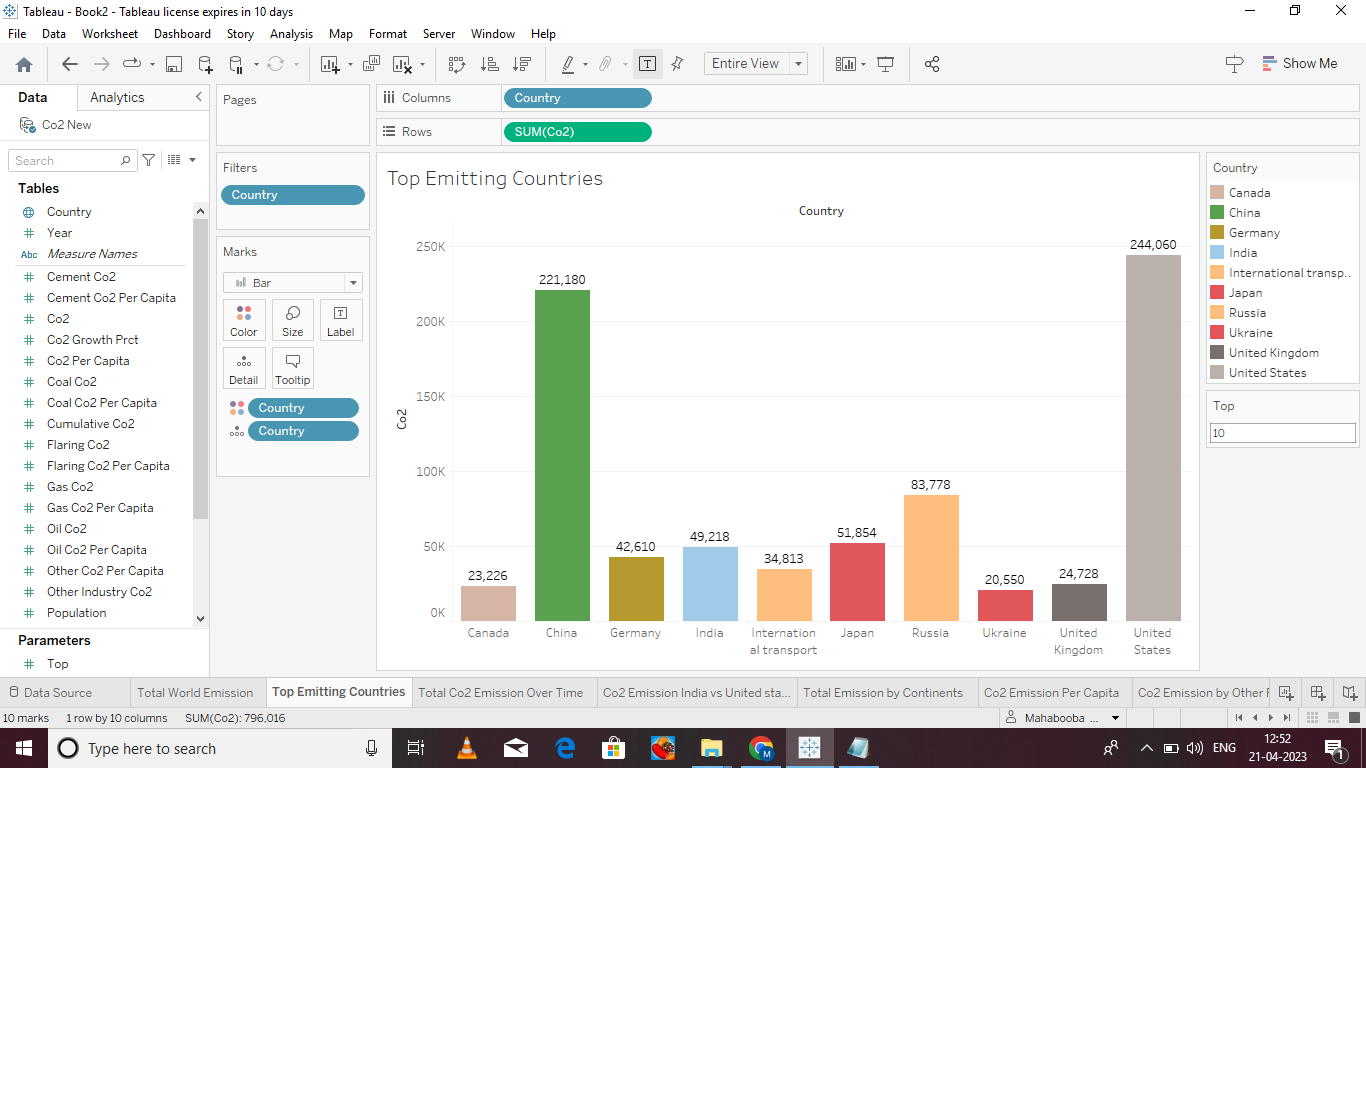 Tableau - Book2 - Tableau license expires in 10 days
File Data Worksheet Dashboard Story Analysis Map Format Server Window Help
Entire View
Show Me
Data Analytics
Co2 New
Search
Tables
Country
Year
Abc Measure Names
Cement Co2
Cement Co2 Per Capita
Co2
Co2 Growth Prct
Co2 Per Capita
Coal Co2
Coal Co2 Per Capita
Cumulative Co2
Flaring Co2
Flaring Co2 Per Capita
Gas Co2
Gas Co2 Per Capita
Oil Co2
Oil Co2 Per Capita
Other Co2 Per Capita
Other Industry Co2
Population
Parameters
Top
Pages
Filters
Country
Marks
Bar
Color Size Label
Detail Tooltip
Country
Country
Columns Country
Rows SUM(Co2)
Top Emitting Countries
Country
Co2
250K
200K
150K
100K
50K
0K
23,226
221,180
42,610
49,218
34,813
51,854
83,778
20,550
24,728
244,060
Canada
China
Germany
India
Internation
al transport
Japan
Russia
Ukraine
United
Kingdom
United
States
Country
Canada
China
Germany
India
International transp..
Japan
Russia
Ukraine
United Kingdom
United States
Top
10
Data Source Total World Emission Top Emitting Countries Total Co2 Emission Over Time Co2 Emission India vs United sta... Total Emission by Continents Co2 Emission Per Capita Co2 Emission by Other
10 marks 1 row by 10 columns SUM(Co2): 796,016
Mahabooba ...
Type here to search
M
ENG
12:52
21-04-2023
1